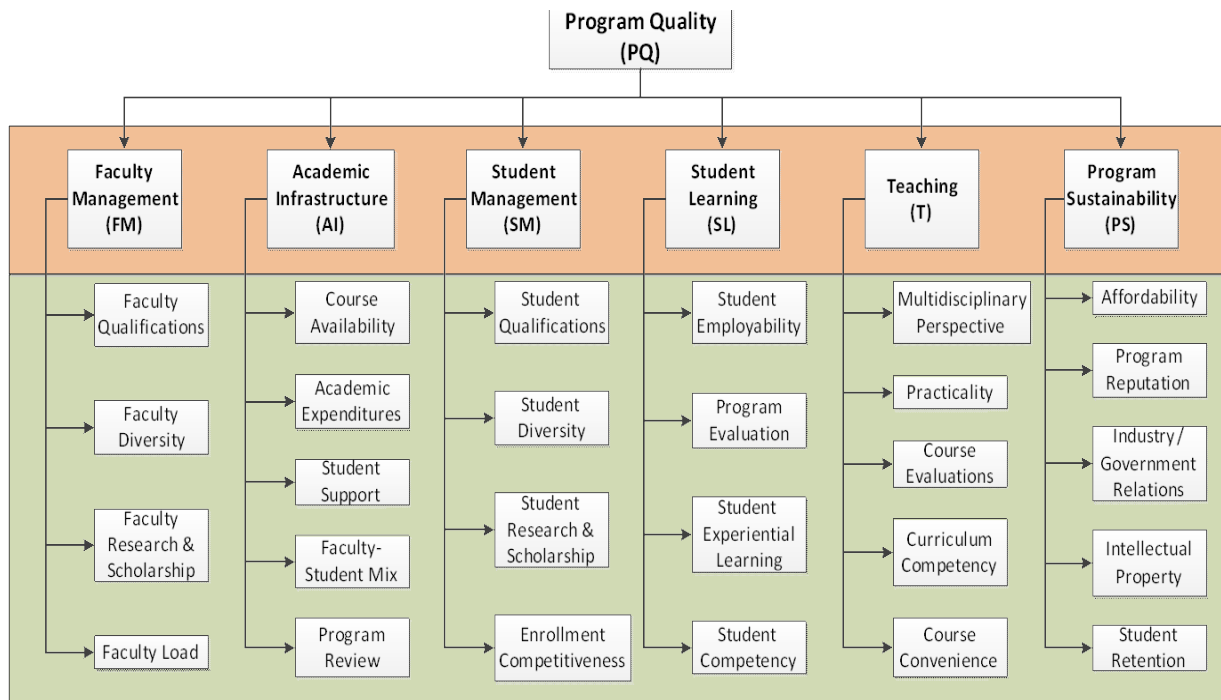 Program Quality
(PQ)
Faculty
Management
(FM)
Academic
Infrastructure
(AI)
Student
Management
(SM)
Student
Learning
(SL)
Teaching
(T)
Program
Sustainability
(PS)
Faculty
Qualifications
Faculty
Diversity
Faculty
Research &
Scholarship
Faculty Load
Course
Availability
Academic
Expenditures
Student
Support
Faculty-
Student Mix
Program
Review
Student
Qualifications
Student
Diversity
Student
Research &
Scholarship
Enrollment
Competitiveness
Student
Employability
Program
Evaluation
Student
Experiential
Learning
Student
Competency
Multidisciplinary
Perspective
Practicality
Course
Evaluations
Curriculum
Competency
Course
Convenience
Affordability
Program
Reputation
Industry/
Government
Relations
Intellectual
Property
Student
Retention